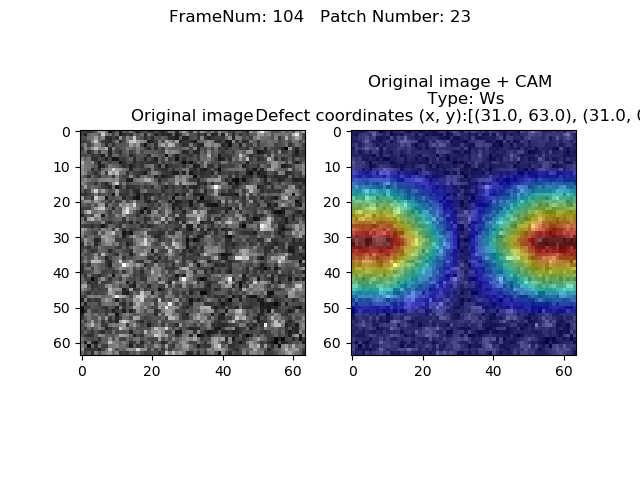 FrameNum: 104   Patch Number: 23
Original image + CAM
Type: Ws
Original image
Defect coordinates (x, y):[(31.0, 63.0), (31.0, 0
0
10
20
30
40
50
60
0 20 40 60
0
10
20
30
40
50
60
0 20 40 60